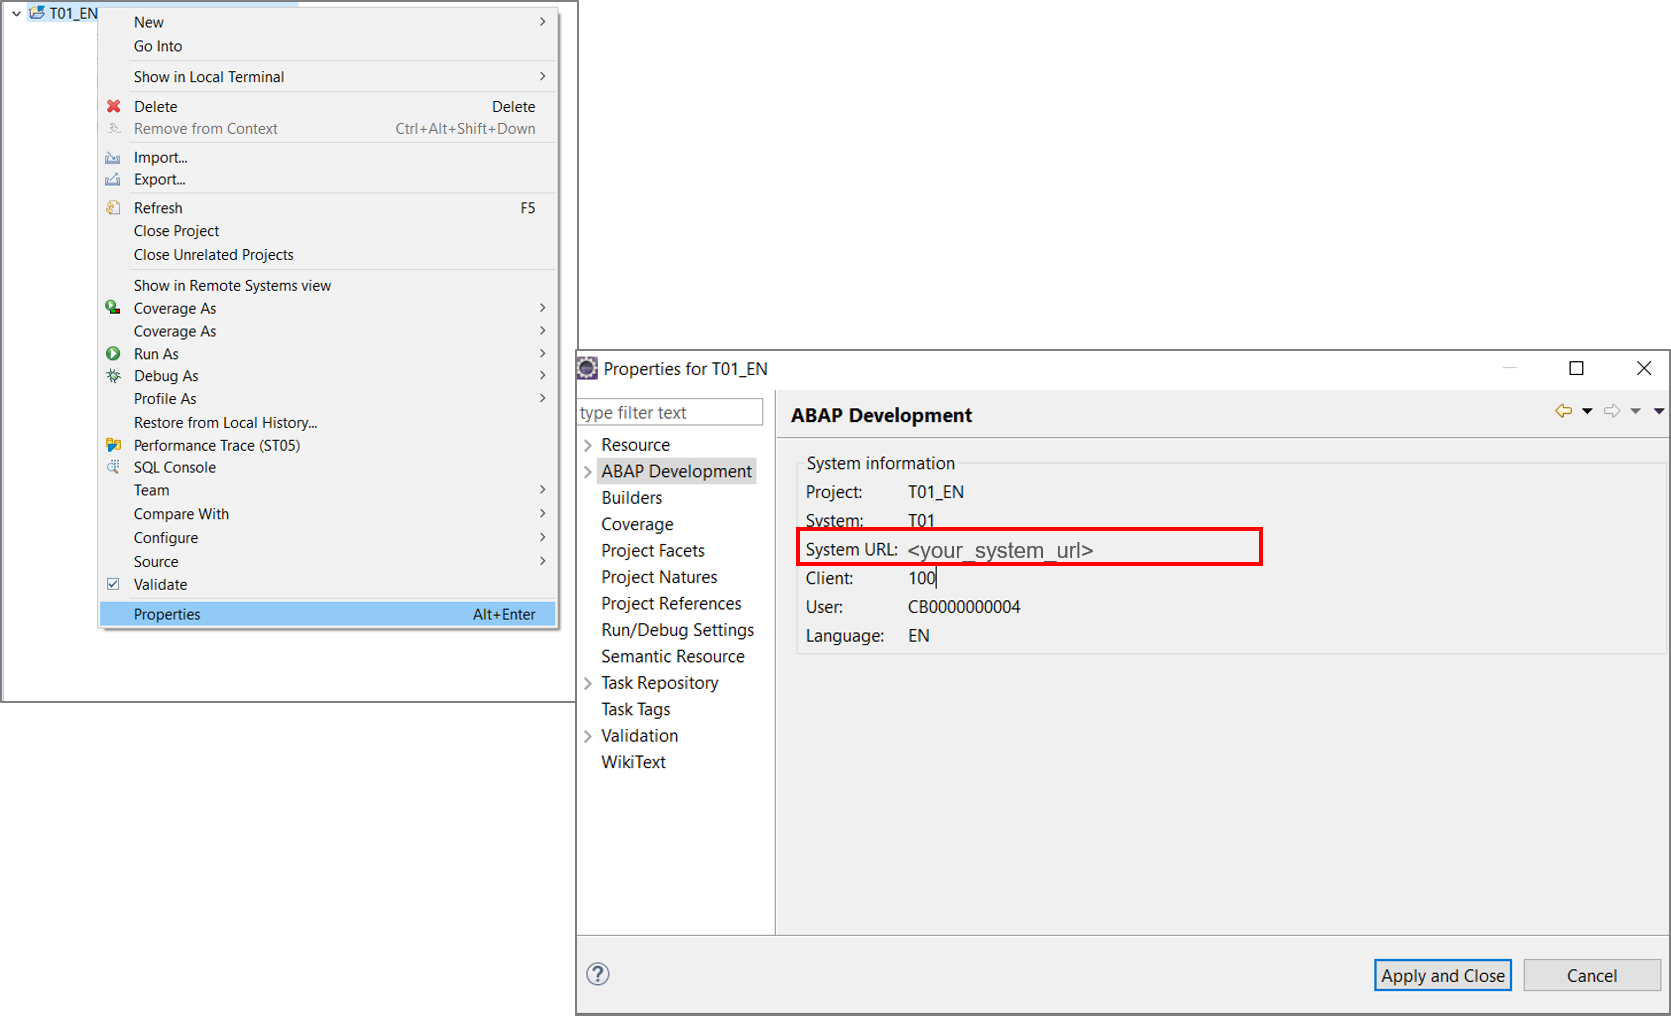 T01_EN
New
Go Into
Show in Local Terminal
Delete Delete
Remove from Context Ctrl+Alt+Shift+Down
Import...
Export...
Refresh F5
Close Project
Close Unrelated Projects
Show in Remote Systems view
Coverage As
Coverage As
Run As
Debug As
Profile As
Restore from Local History...
Performance Trace (ST05)
SQL Console
Team
Compare With
Configure
Source
Validate
Properties Alt+Enter
Properties for T01_EN
type filter text
Resource
ABAP Development
Builders
Coverage
Project Facets
Project Natures
Project References
Run/Debug Settings
Semantic Resource
Task Repository
Task Tags
Validation
WikiText
ABAP Development
System information
Project: T01_EN
System: T01
System URL: <your_system_url>
Client: 100
User: CB0000000004
Language: EN
?
Apply and Close
Cancel